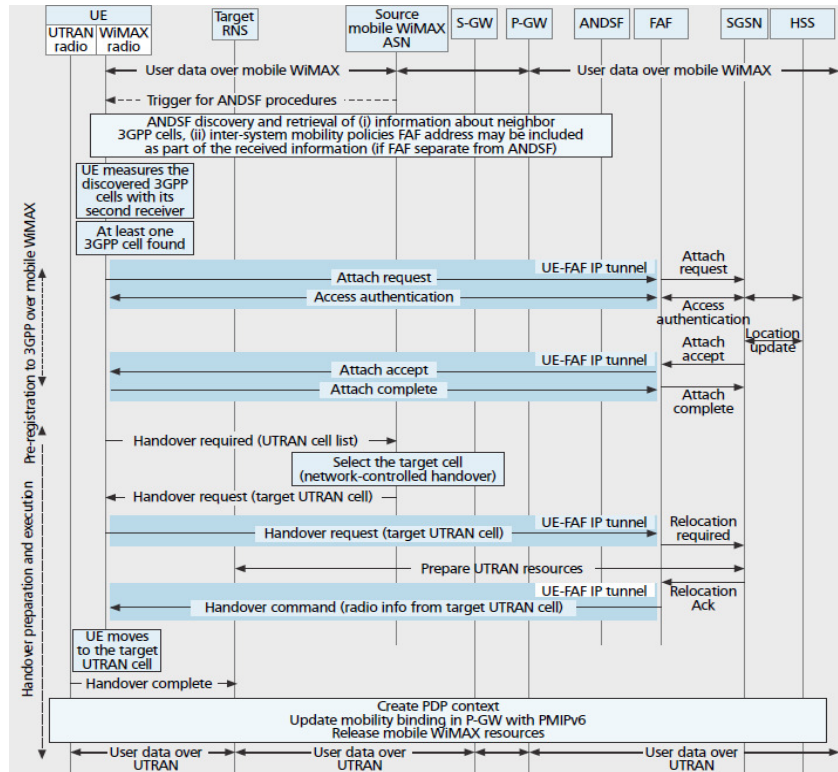 UE
UTRAN radio
WiMAX radio
Target RNS
Source mobile WiMAX ASN
S-GW
P-GW
ANDSF
FAF
SGSN
HSS
User data over mobile WiMAX
User data over mobile WiMAX
Trigger for ANDSF procedures
ANDSF discovery and retrieval of (i) information about neighbor
3GPP cells, (ii) inter-system mobility policies FAF address may be included
as part of the received information (if FAF separate from ANDSF)
UE measures the
discovered 3GPP
cells with its
second receiver
At least one
3GPP cell found
Pre-registration to 3GPP over mobile WiMAX
UE-FAF IP tunnel
Attach request
Attach
request
Access authentication
Access
authentication
Location
update
UE-FAF IP tunnel
Attach
accept
Attach accept
Attach complete
Attach
complete
Handover preparation and execution
Handover required (UTRAN cell list)
Select the target cell
(network-controlled handover)
Handover request (target UTRAN cell)
UE-FAF IP tunnel
Handover request (target UTRAN cell)
Relocation
required
Prepare UTRAN resources
UE-FAF IP tunnel
Handover command (radio info from target UTRAN cell)
Relocation
Ack
UE moves
to the target
UTRAN cell
Handover complete
Create PDP context
Update mobility binding in P-GW with PMIPv6
Release mobile WiMAX resources
User data over
UTRAN
User data over
UTRAN
User data over
UTRAN